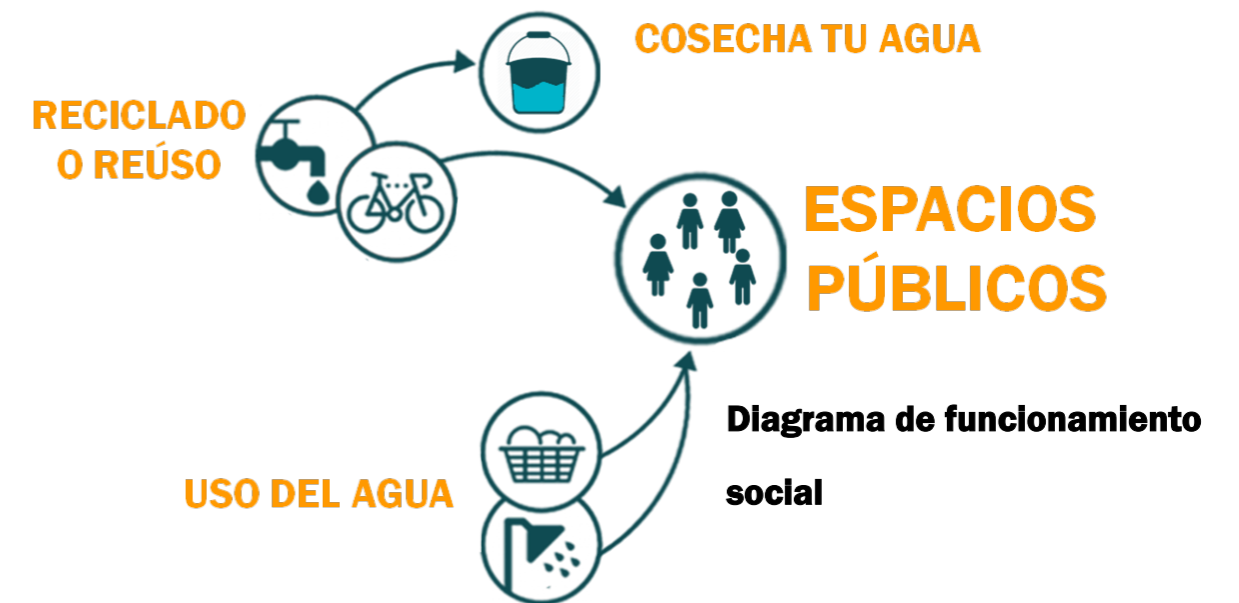 COSECHA TU AGUA
RECICLADO
O REÚSO
ESPACIOS
PÚBLICOS
Diagrama de funcionamiento
social
USO DEL AGUA